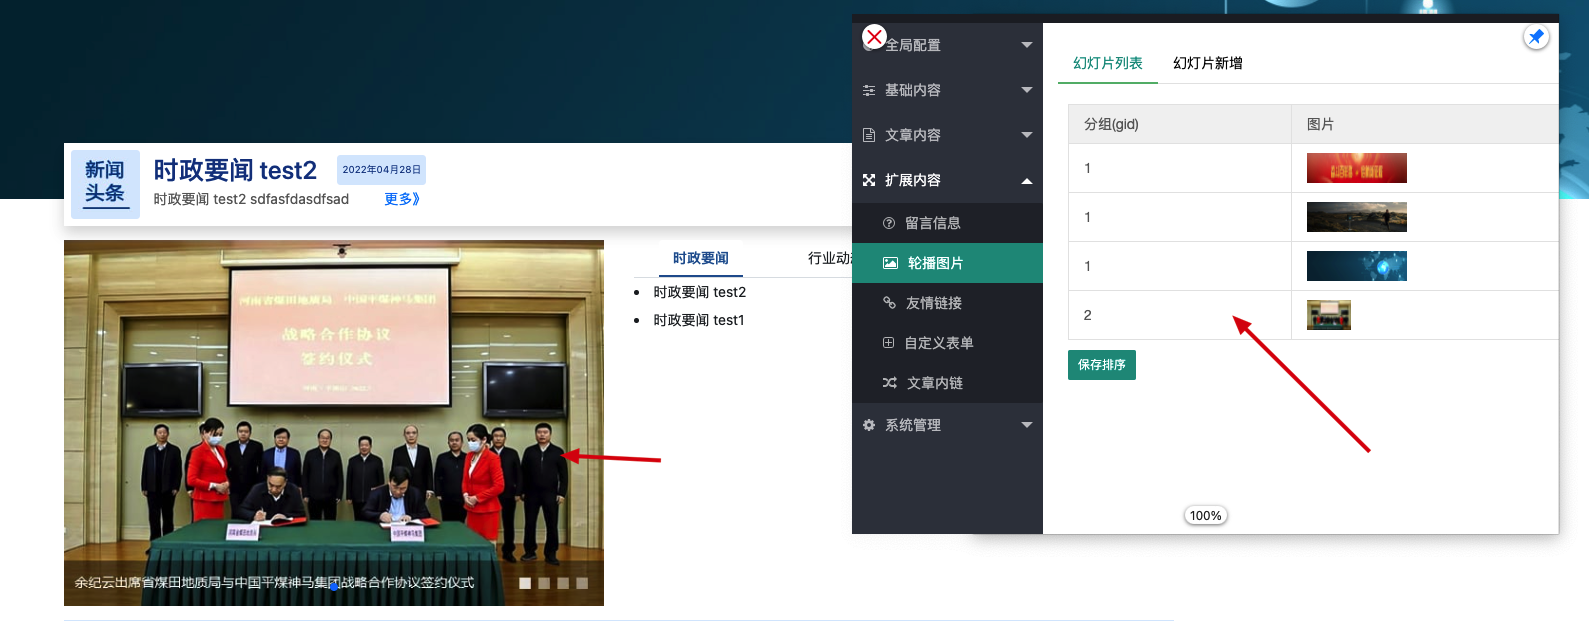 新闻
头条
时政要闻 test2
2022年04月28日
时政要闻 test2 sdfasfdasdfsad
更多》
河南省煤田地质局 中国平煤神马集团
战略合作协议
签约仪式
余纪云出席省煤田地质局与中国平煤神马集团战略合作协议签约仪式
时政要闻
行业动
时政要闻 test2
时政要闻 test1
全局配置
基础内容
文章内容
扩展内容
留言信息
轮播图片
友情链接
自定义表单
文章内链
系统管理
幻灯片列表
幻灯片新增
分组(gid)
图片
1
1
1
2
保存排序
100%